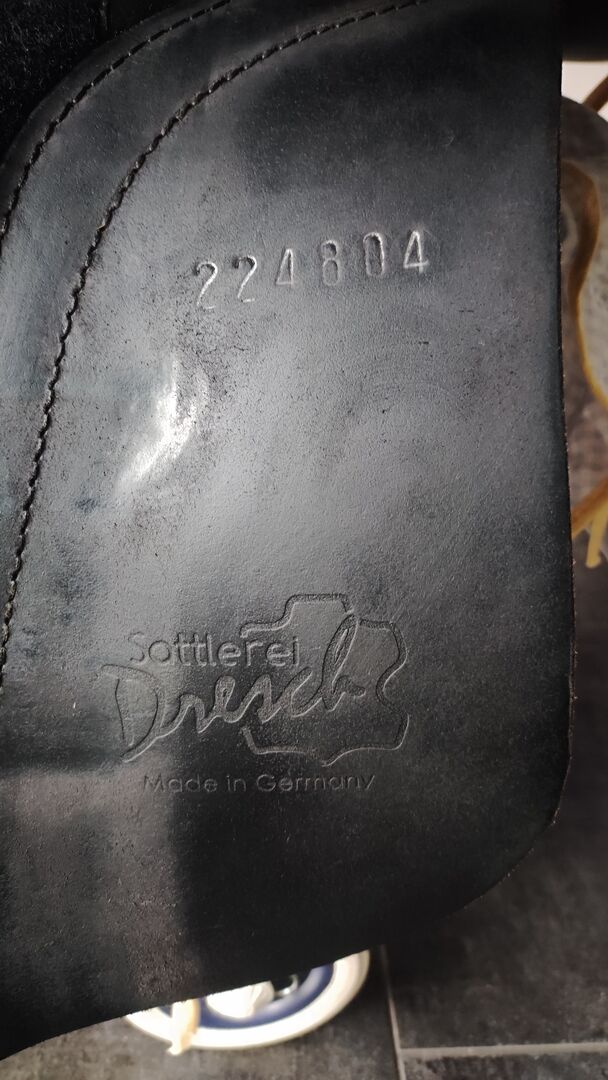 224804
Sattlerei
Dresch
Made in Germany